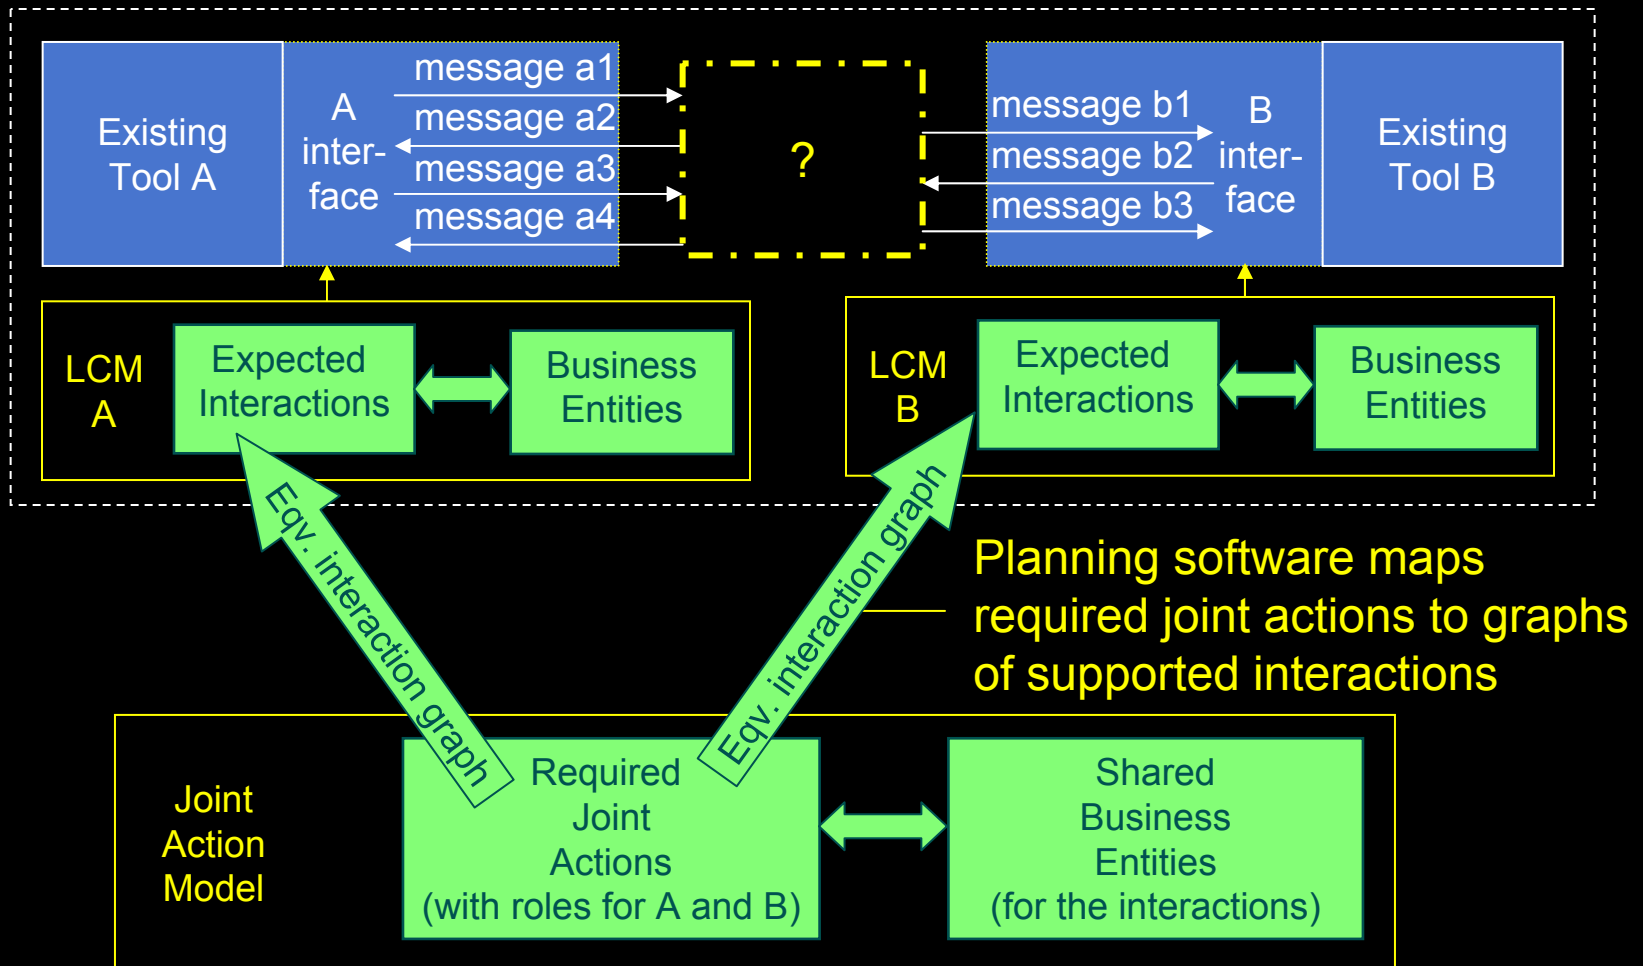 Existing
Tool A
A
inter-
face
message a1
message a2
message a3
message a4
?
message b1
message b2
message b3
B
inter-
face
Existing
Tool B
LCM
A
Expected
Interactions
Business
Entities
LCM
B
Expected
Interactions
Business
Entities
Eqv. interaction graph
Eqv. interaction graph
Planning software maps
required joint actions to graphs
of supported interactions
Joint
Action
Model
Required
Joint
Actions
(with roles for A and B)
Shared
Business
Entities
(for the interactions)